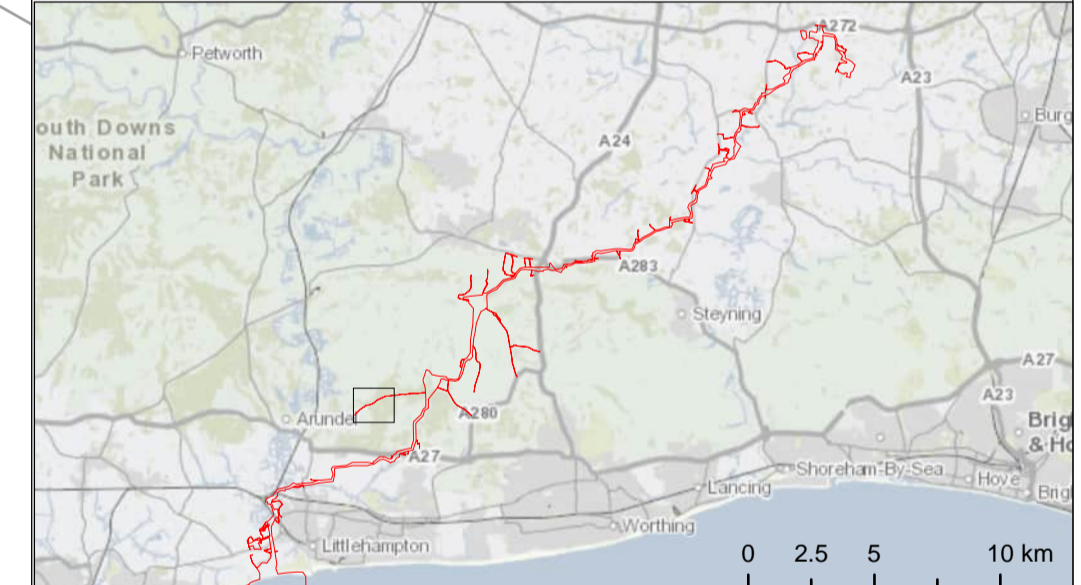 A272
Petworth
A23
Burg
outh Downs
National
Park
A24
A283
Steyning
A27
A23
Arundel
A280
Brig
& Ho
A27
Shoreham-By-Sea
Hove
Lancing
Brig
Worthing
Littlehampton
0 2.5 5 10 km